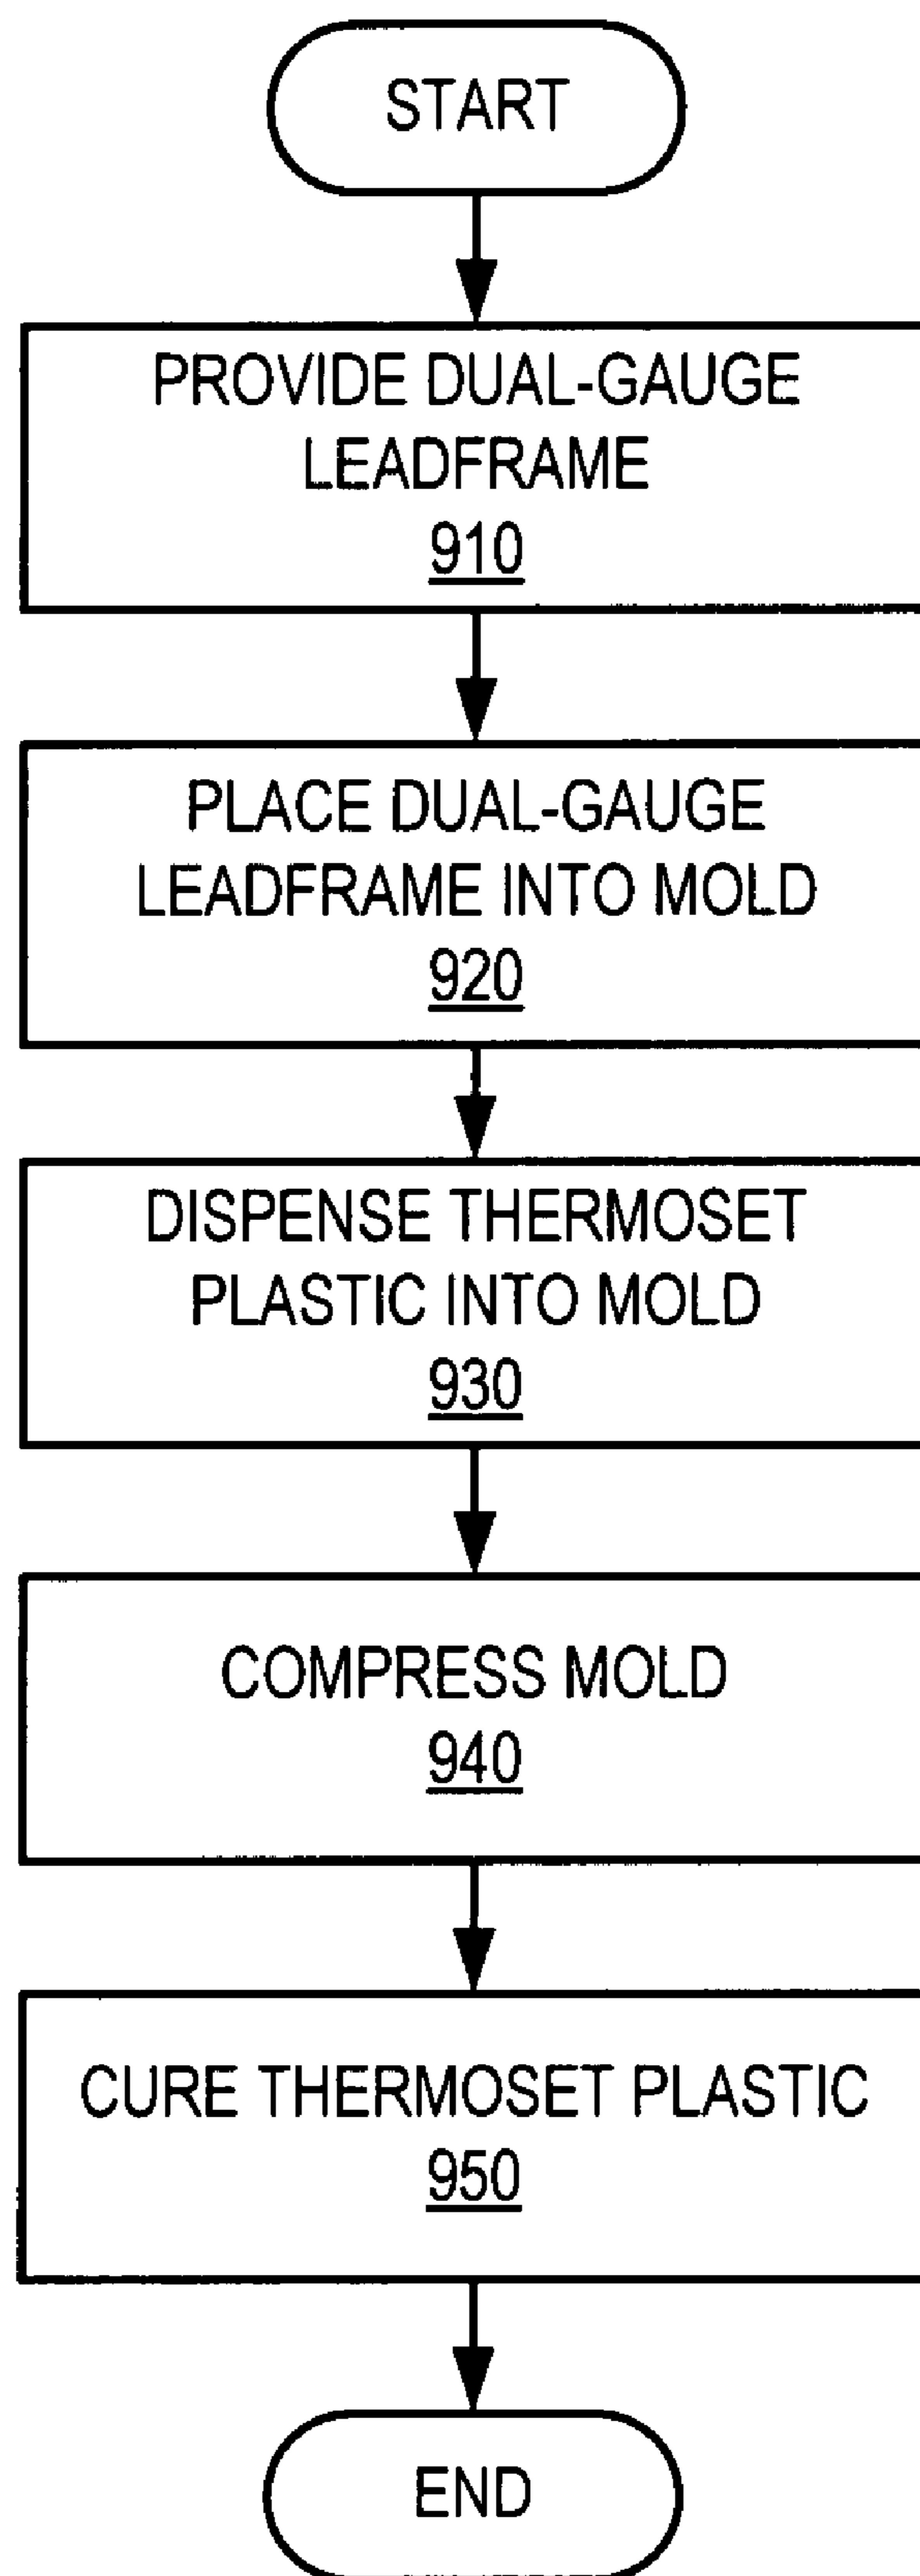 START
PROVIDE DUAL-GAUGE
LEADFRAME
910
PLACE DUAL-GAUGE
LEADFRAME INTO MOLD
920
DISPENSE THERMOSET
PLASTIC INTO MOLD
930
COMPRESS MOLD
940
CURE THERMOSET PLASTIC
950
END